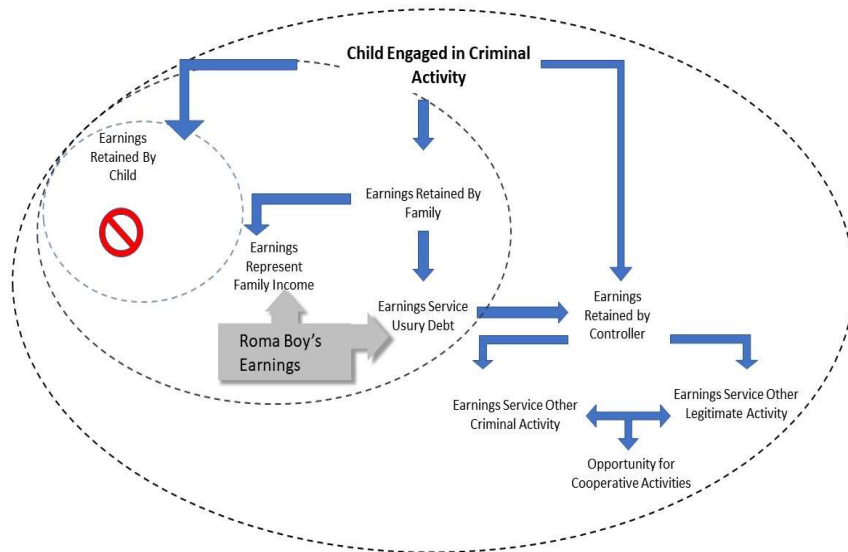 Child Engaged in Criminal
Activity
Earnings
Retained By
Child
Earnings Retained By
Family
Earnings
Represent
Family Income
Earnings Service
Usury Debt
Earnings
Retained by
Controller
Roma Boy's
Earnings
Earnings Service Other
Criminal Activity
Earnings Service Other
Legitimate Activity
Opportunity for
Cooperative Activities